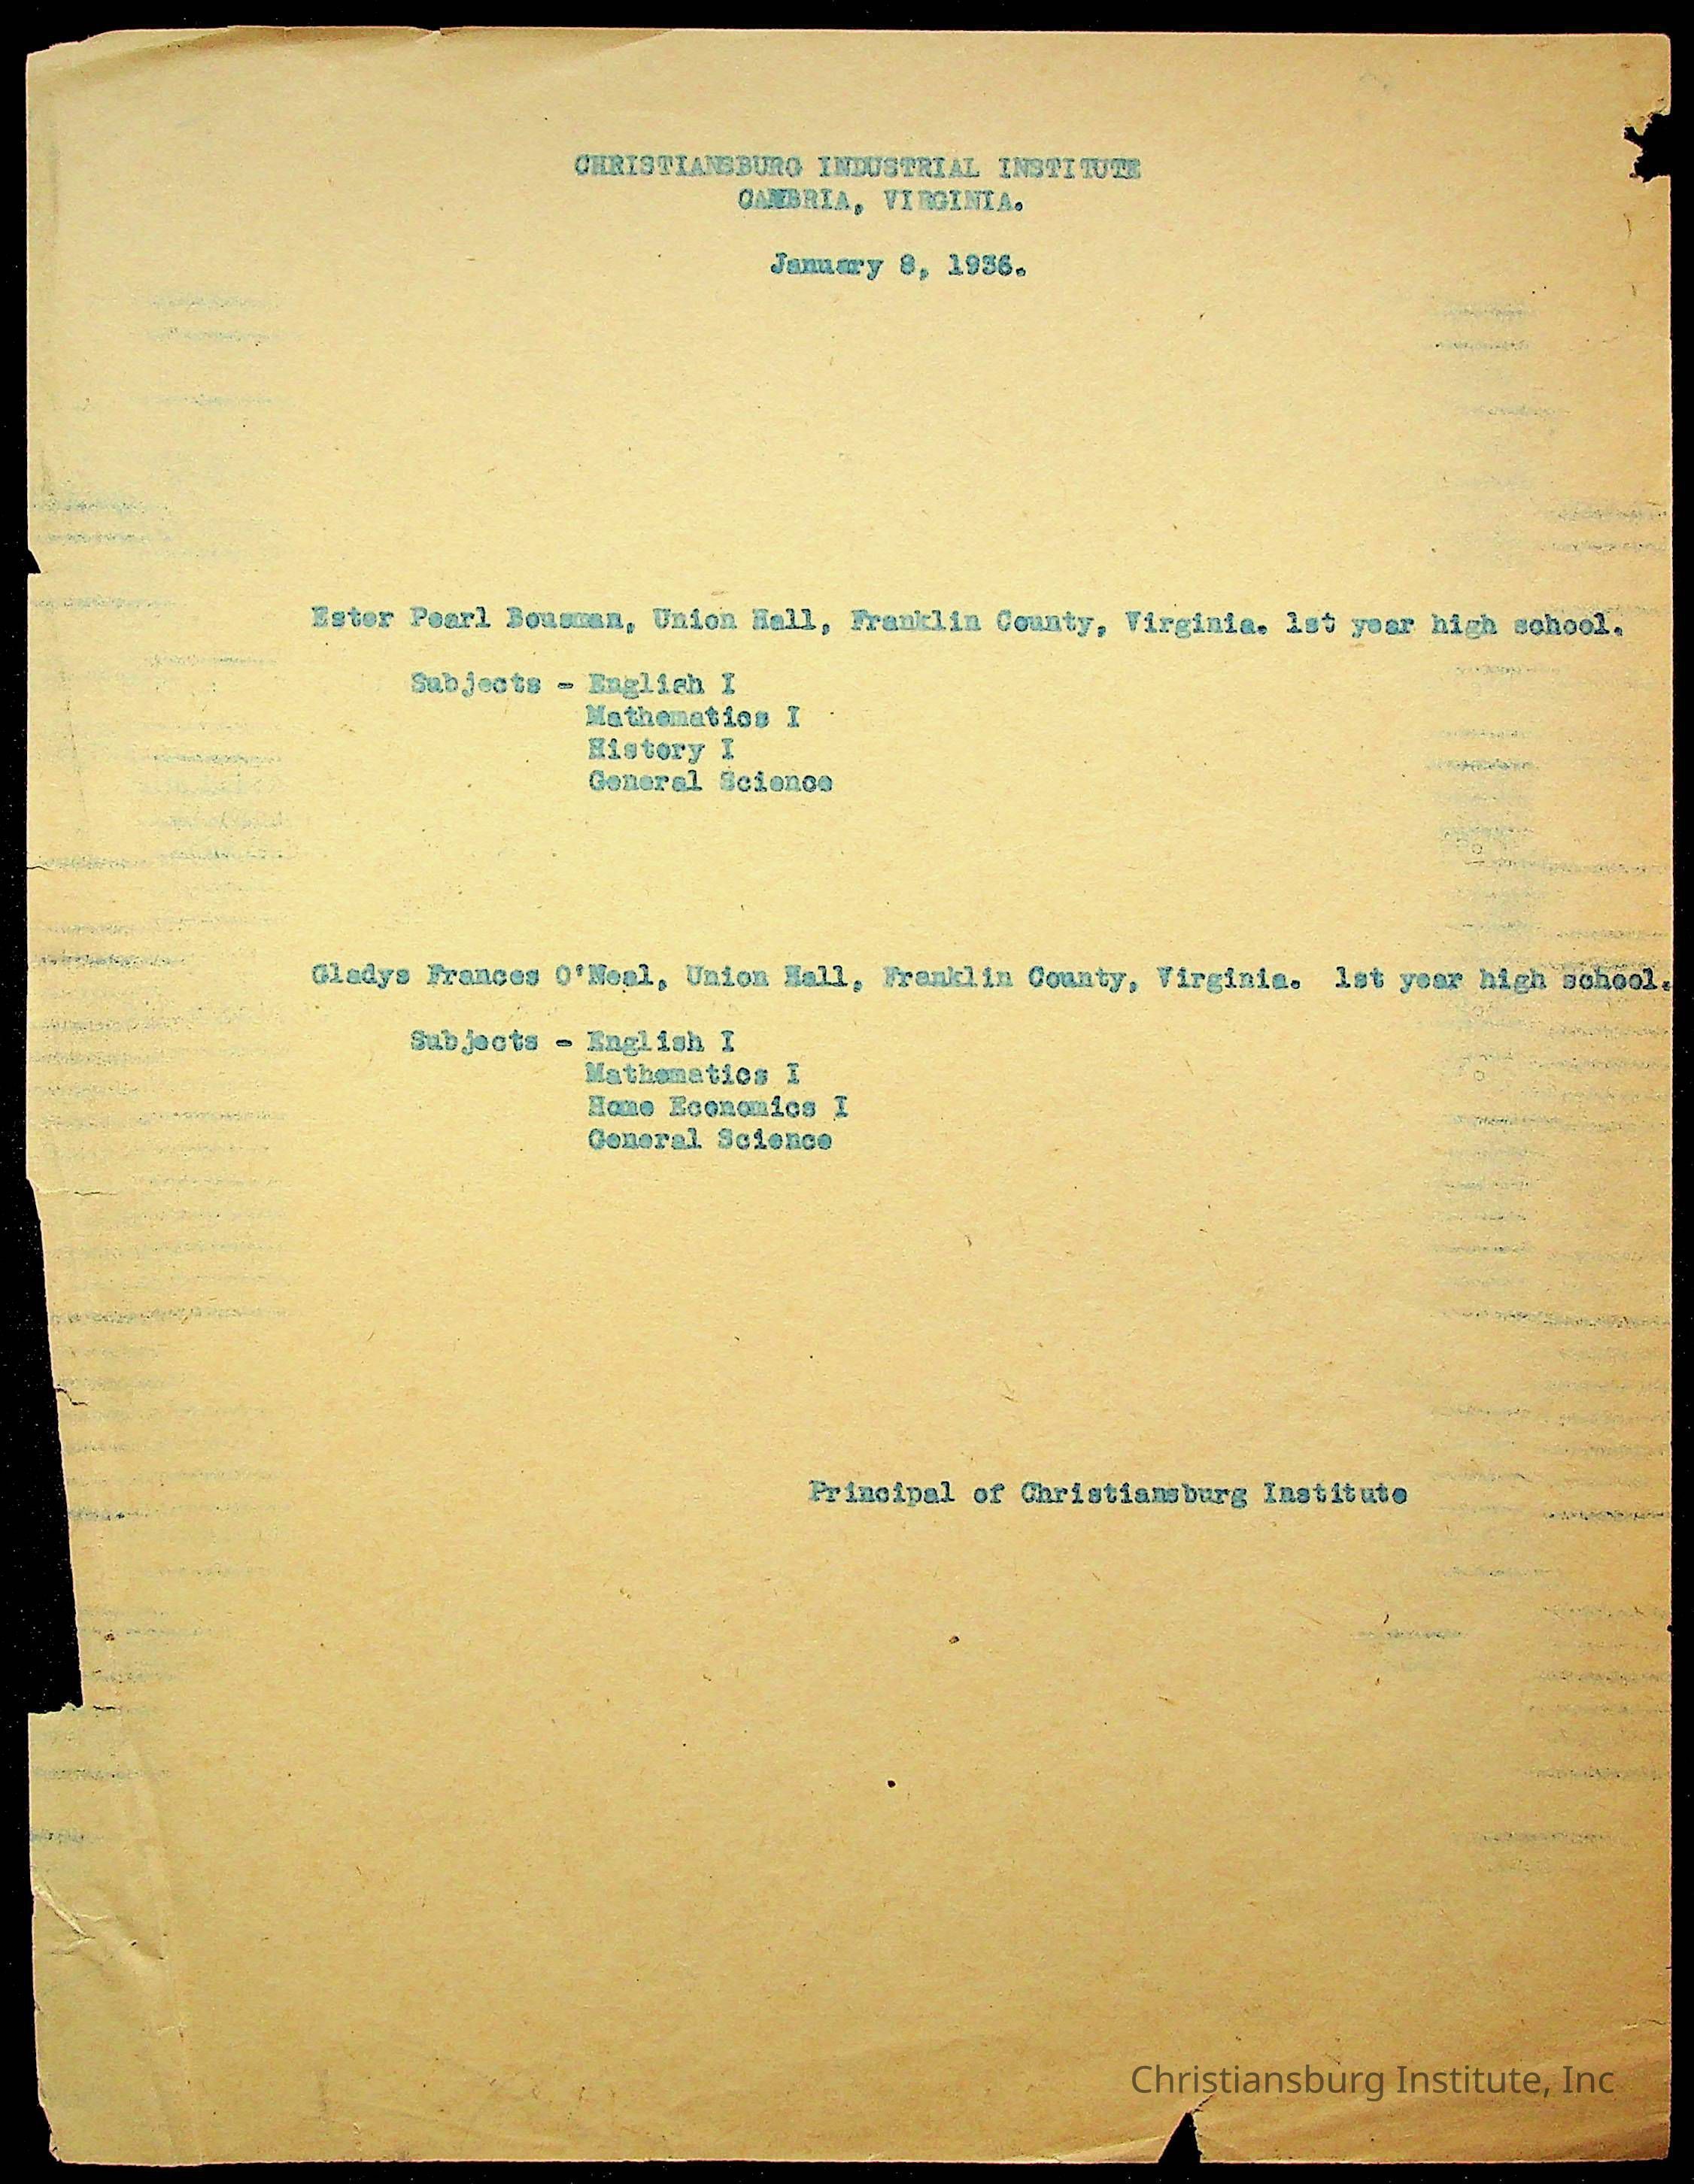 CHRISTIANSBURG INDUSTRIAL INSTITUTE
CAMBRIA, VIRGINIA.
January 8, 1936.
Ester Pearl Bousman, Union Hall, Franklin County, Virginia. 1st year high school.
Subjects - English I
Mathematics I
History I
General Science
Gladys Frances O'Neal, Union Hall, Franklin County, Virginia. 1st year high school.
Subjects - English I
Mathematics I
Home Economics I
General Science
Principal of Christiansburg Institute
Christiansburg Institute, Inc